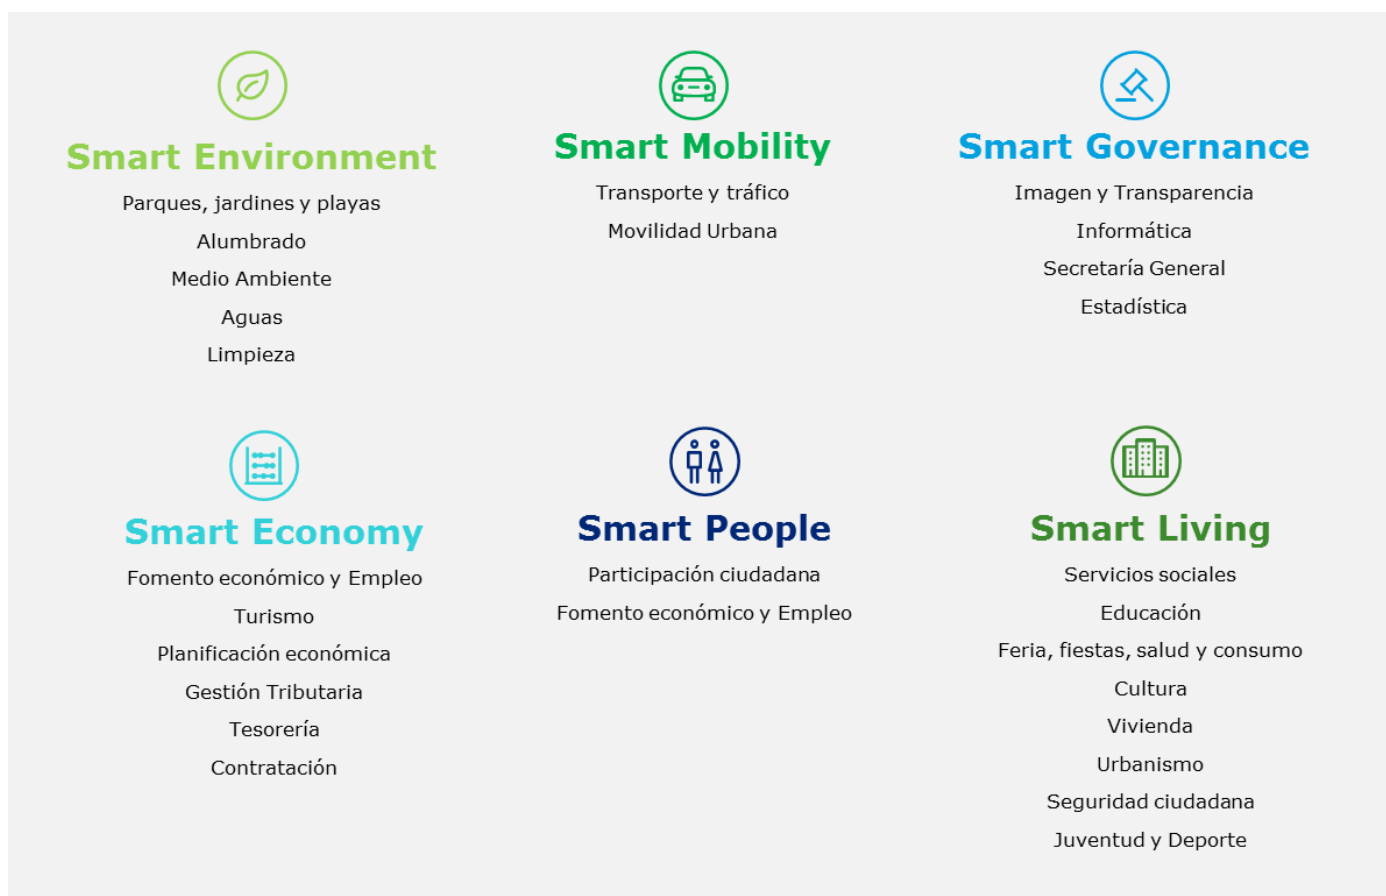 Smart Environment
Parques, jardines y playas
Alumbrado
Medio Ambiente
Aguas
Limpieza
Smart Mobility
Transporte y tráfico
Movilidad Urbana
Smart Governance
Imagen y Transparencia
Informática
Secretaría General
Estadística
Smart Economy
Fomento económico y Empleo
Turismo
Planificación económica
Gestión Tributaria
Tesorería
Contratación
Smart People
Participación ciudadana
Fomento económico y Empleo
Smart Living
Servicios sociales
Educación
Feria, fiestas, salud y consumo
Cultura
Vivienda
Urbanismo
Seguridad ciudadana
Juventud y Deporte